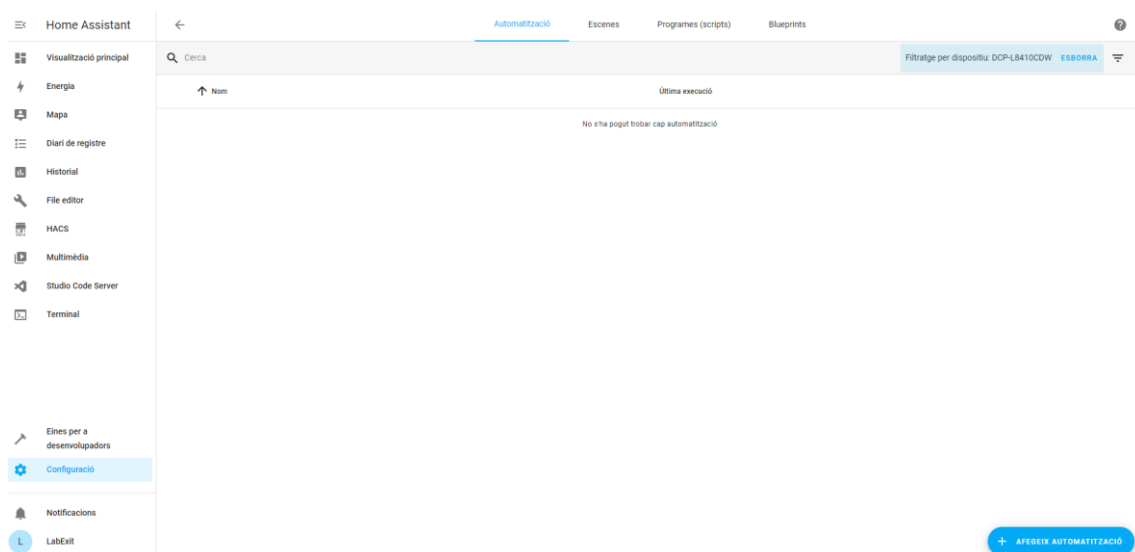 Home Assistant
Automatització Escenes Programes (scripts) Blueprints
Visualització principal
Energia
Mapa
Diari de registre
Historial
File editor
HACS
Multimèdia
Studio Code Server
Terminal
Eines per a
desenvolupadors
Configuració
Notificacions
L LabExit
Cerca
Filtratge per dispositiu: DCP-L8410CDW ESBORRA
Nom Última execució
No s'ha pogut trobar cap automatització
AFEGEIX AUTOMATITZACIÓ